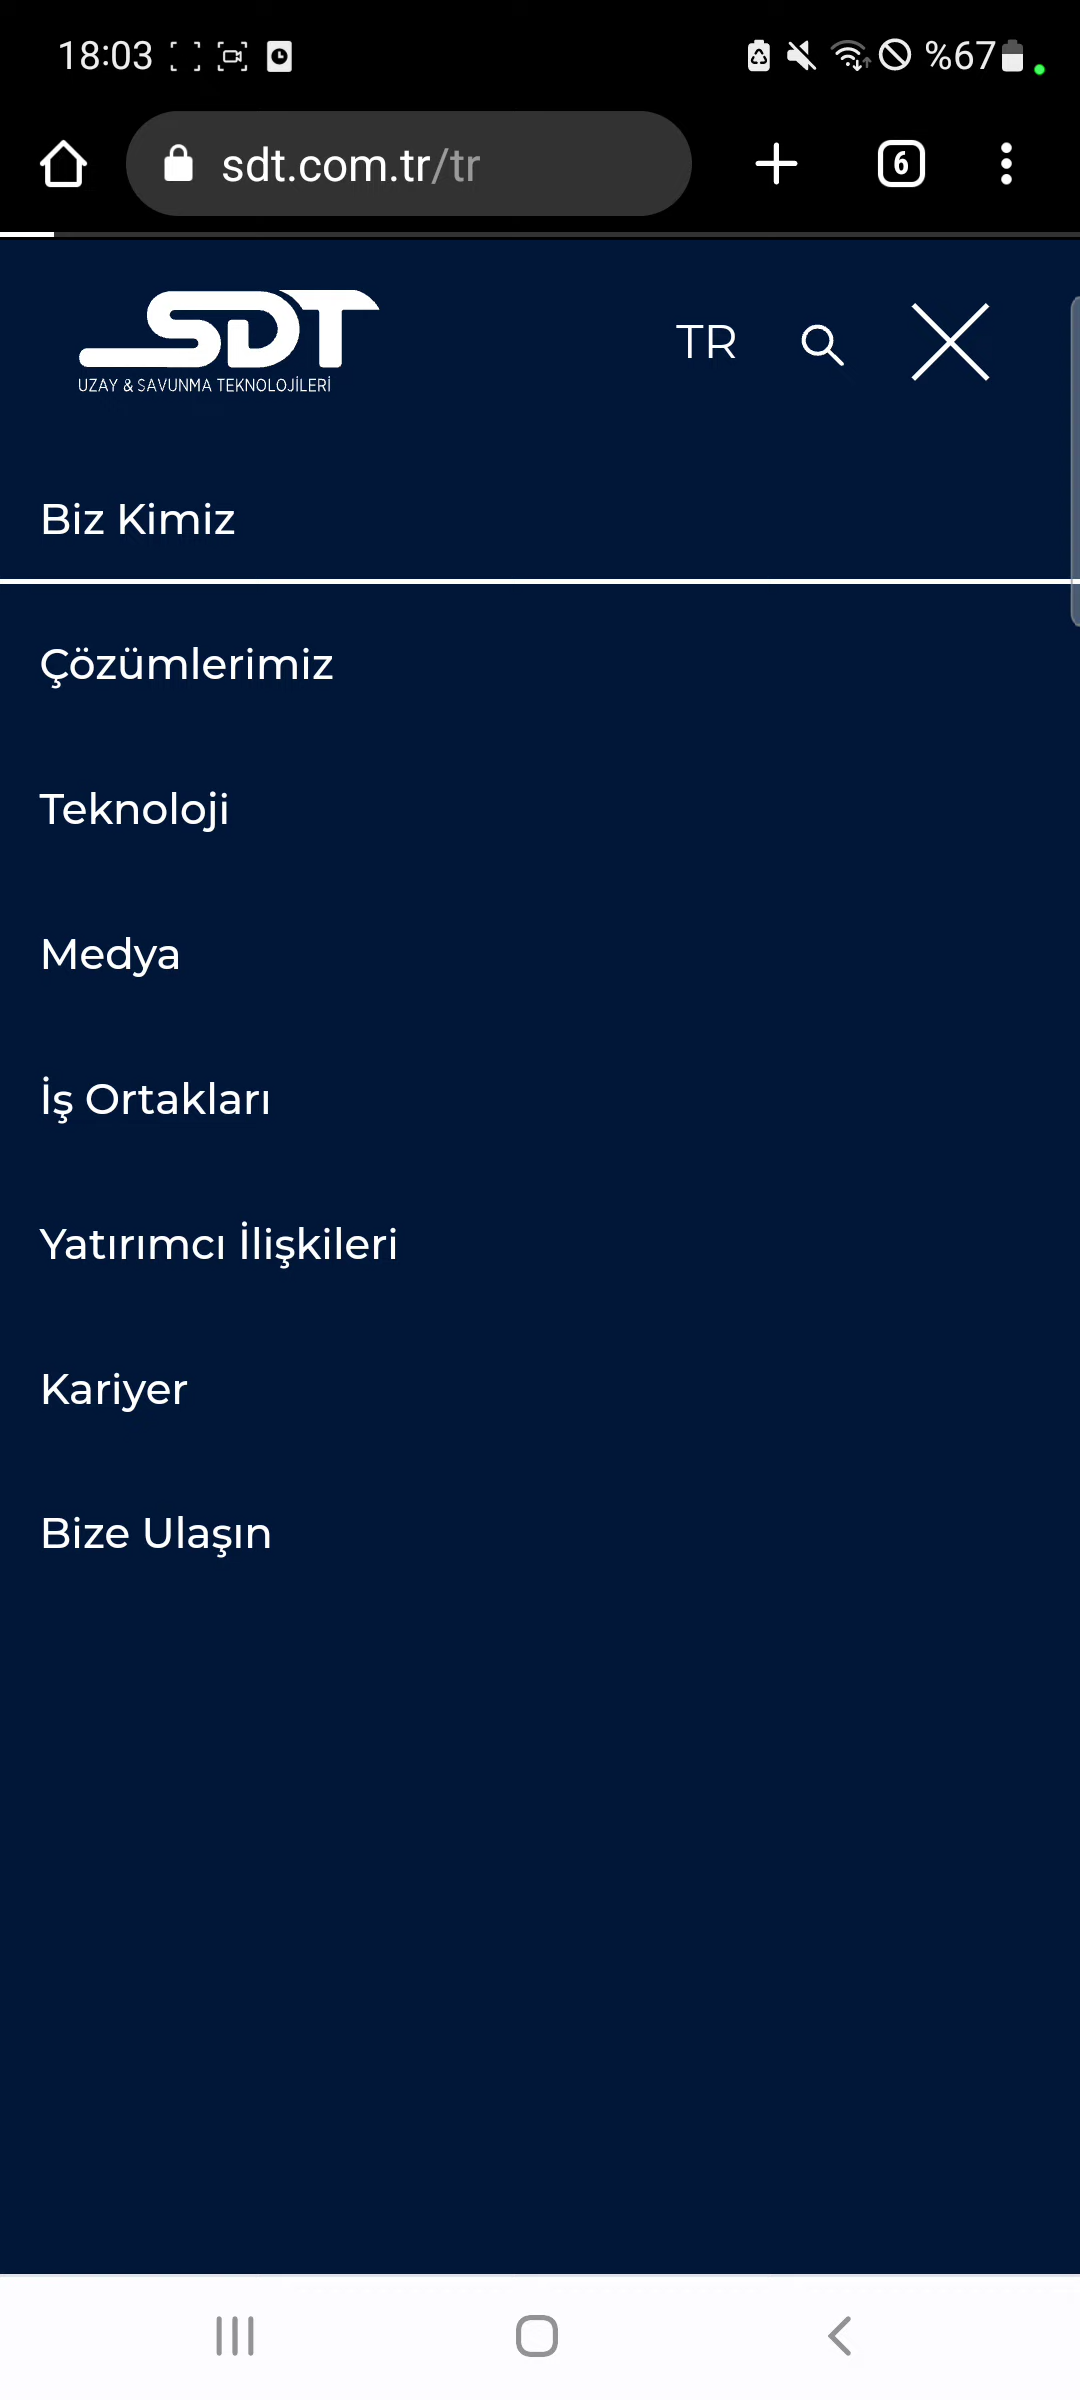 18:03
%67
sdt.com.tr/tr
6
SDT
UZAY & SAVUNMA TEKNOLOJİLERİ
TR
Biz Kimiz
Çözümlerimiz
Teknoloji
Medya
İş Ortakları
Yatırımcı İlişkileri
Kariyer
Bize Ulaşın